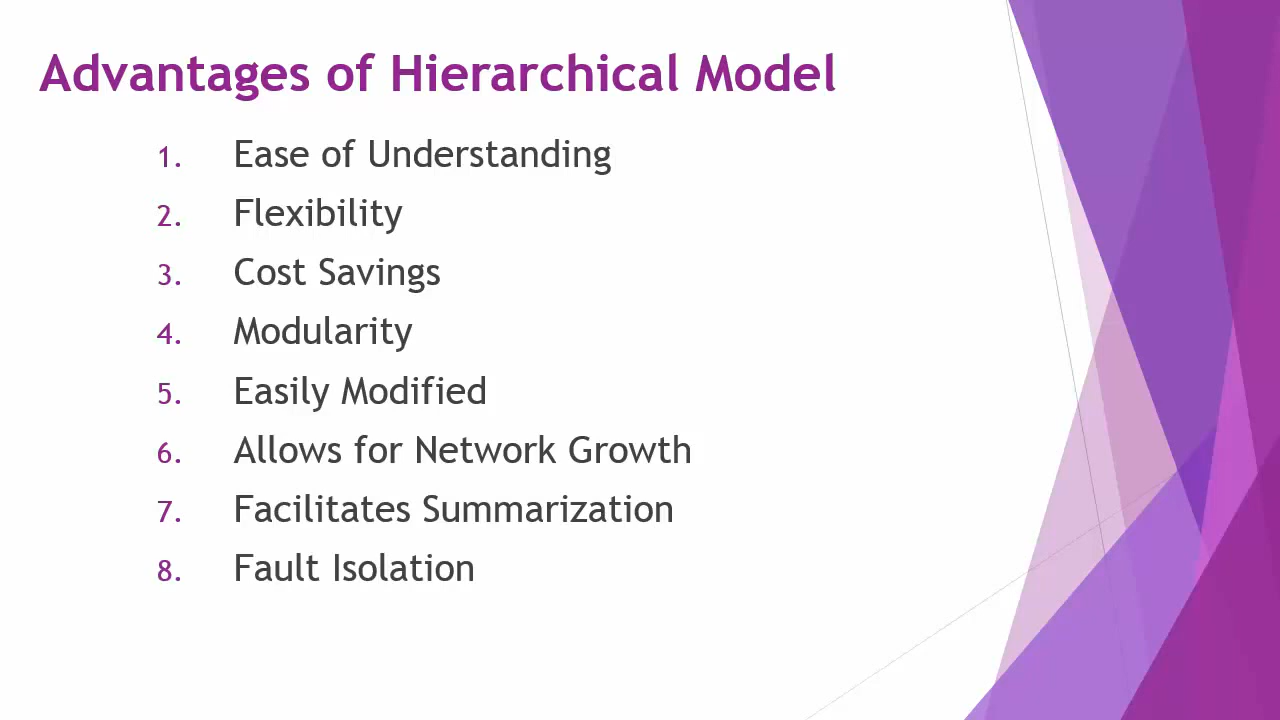 Advantages of Hierarchical Model
1. Ease of Understanding
2. Flexibility
3. Cost Savings
4. Modularity
5. Easily Modified
6. Allows for Network Growth
7. Facilitates Summarization
8. Fault Isolation